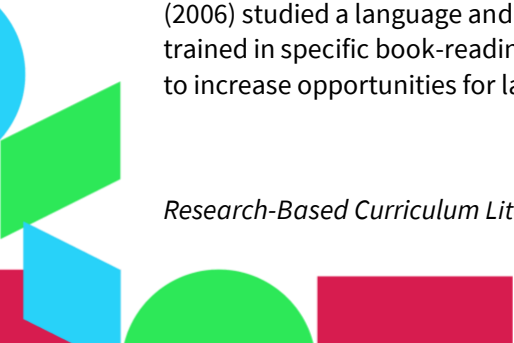 (2006) studied a language and
trained in specific book-readin
to increase opportunities for la
Research-Based Curriculum Lit